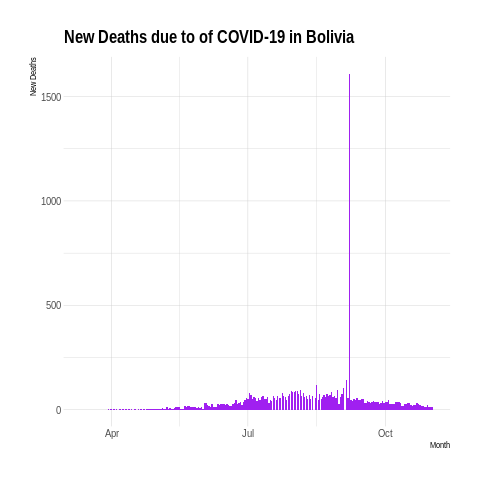 New Deaths due to of COVID-19 in Bolivia
New Deaths
1500
1000
500
0
Apr
Jul
Oct
Month